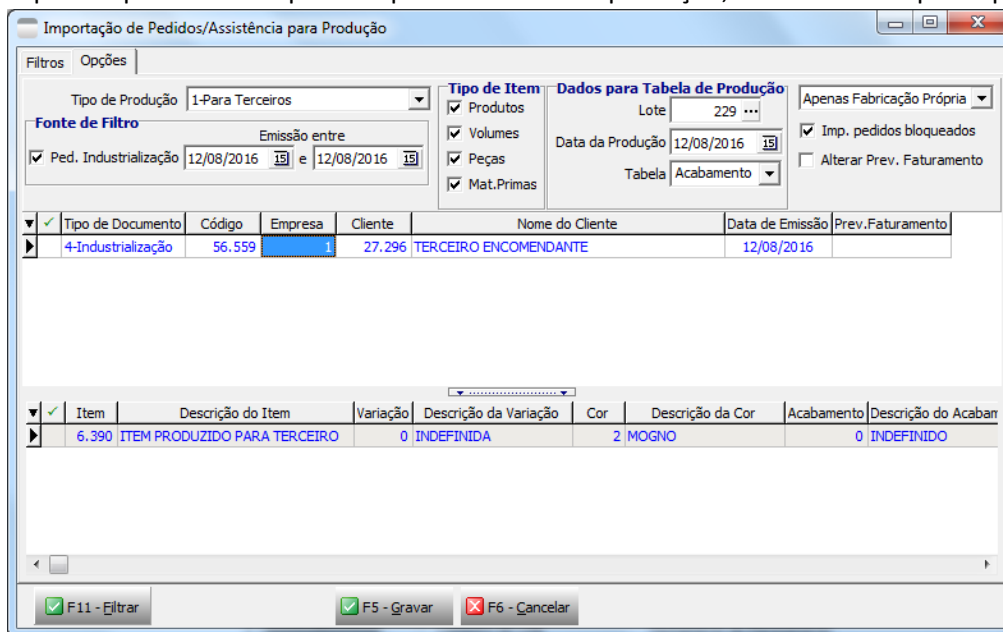 Importação de Pedidos/Assistência para Produção
Filtros Opções
Tipo de Produção 1-Para Terceiros
Fonte de Filtro
Emissão entre
Ped. Industrialização 12/08/2016 15 e 12/08/2016 15
Tipo de Item
Produtos
Volumes
Peças
Mat.Primas
Dados para Tabela de Produção
Lote 229 ...
Data da Produção 12/08/2016 15
Tabela Acabamento
Apenas Fabricação Própria
Imp. pedidos bloqueados
Alterar Prev. Faturamento
Tipo de Documento Código Empresa Cliente Nome do Cliente Data de Emissão Prev.Faturamento
4-Industrialização 56.559 1 27.296 TERCEIRO ENCOMENDANTE 12/08/2016
Item Descrição do Item Variação Descrição da Variação Cor Descrição da Cor Acabamento Descrição do Acabam
6.390 ITEM PRODUZIDO PARA TERCEIRO 0 INDEFINIDA 2 MOGNO 0 INDEFINIDO
F11 - Filtrar F5 - Gravar F6 - Cancelar